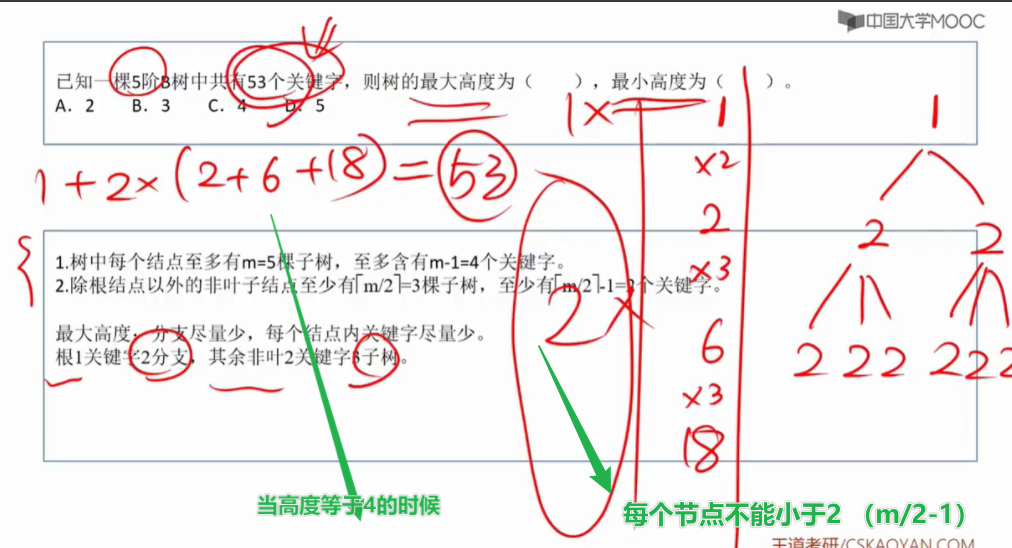 中国大学MOOC
已知一棵5阶B树中共有53个关键字，则树的最大高度为（　），最小高度为（　）。
A. 2　B. 3　C. 4　D. 5
1×　1　1
1+2×(2+6+18)=53
×2
2　2　2
×3
1.树中每个结点至多有m=5棵子树，至多含有m-1=4个关键字。
2.除根结点以外的非叶子结点至少有⌈m/2⌉=3棵子树，至少有⌈m/2⌉-1=2个关键字。
2×
最大高度，分支尽量少，每个结点内关键字尽量少。
6　2 2 2　2 2 2
根1关键字2分支，其余非叶2关键字3子树。
×3
18
当高度等于4的时候
每个节点不能小于2 （m/2-1）
王道考研/CSKAOYAN.COM